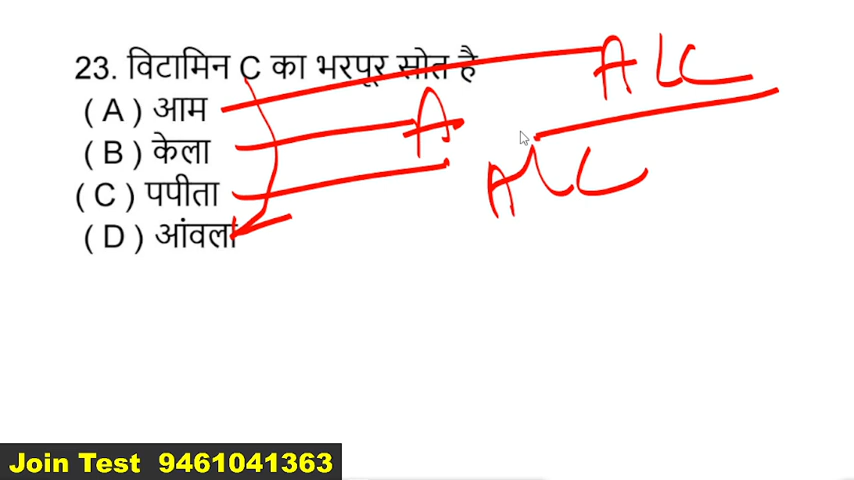 23. विटामिन C का भरपूर स्रोत है A & C
( A ) आम
( B ) केला A
( C ) पपीता A & C
( D ) आंवला
Join Test 9461041363